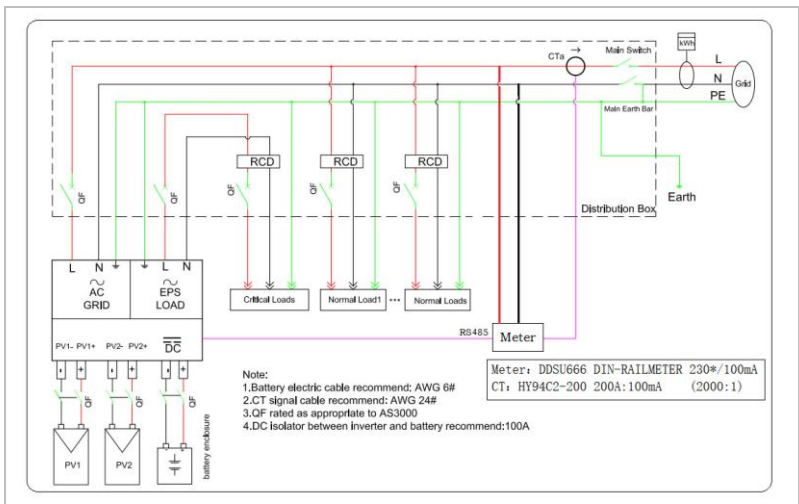 kWh
Main Switch
CTa
L
N
PE
Grid
Main Earth Bar
RCD
RCD
RCD
QF
QF
QF
QF
QF
Earth
Distribution Box
L N L N
AC
GRID
EPS
LOAD
Critical Loads
Normal Load1
...
Normal Loads
RS485
Meter
PV1- PV1+ PV2- PV2+ DC
- + - + - +
QF
QF
QF
PV1
PV2
battery enclosure
Meter: DDSU666 DIN-RAILMETER 230*/100mA
CT: HY94C2-200 200A:100mA (2000:1)
Note:
1.Battery electric cable recommend: AWG 6#
2.CT signal cable recommend: AWG 24#
3.QF rated as appropriate to AS3000
4.DC isolator between inverter and battery recommend:100A